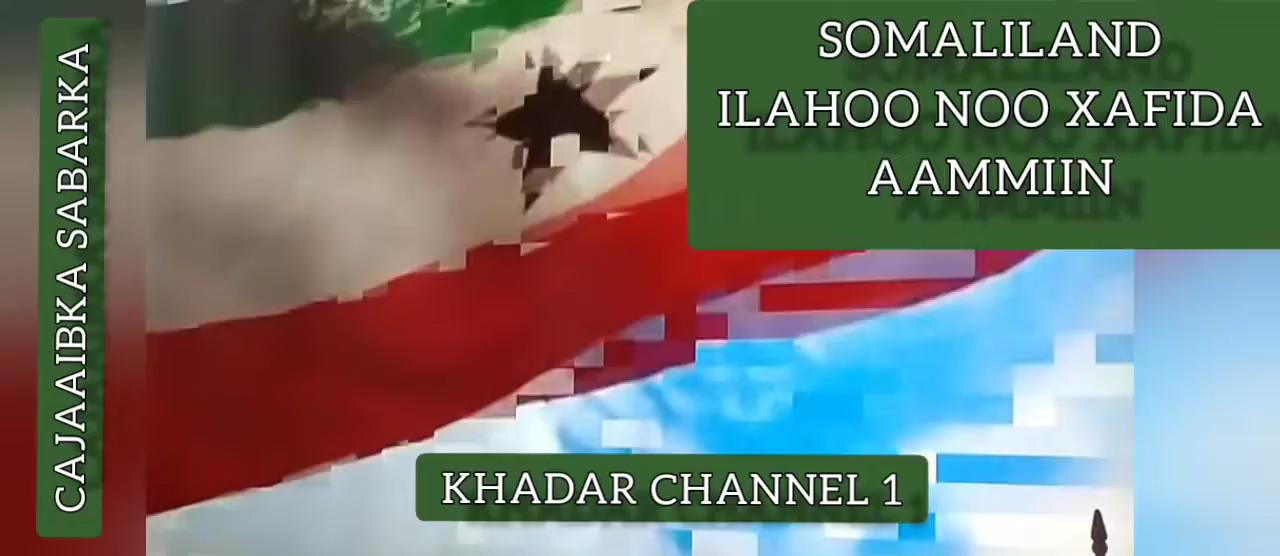 CAJAAIBKA SABARKA
SOMALILAND
ILAHOO NOO XAFIDA
AAMMIIN
KHADAR CHANNEL 1